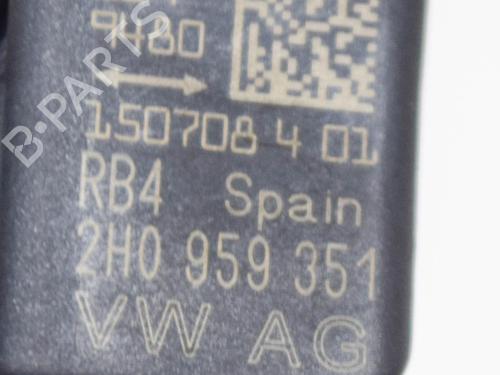 9480
150708 4 01
RB4 Spain
2H0 959 351
VW AG
B-PARTS